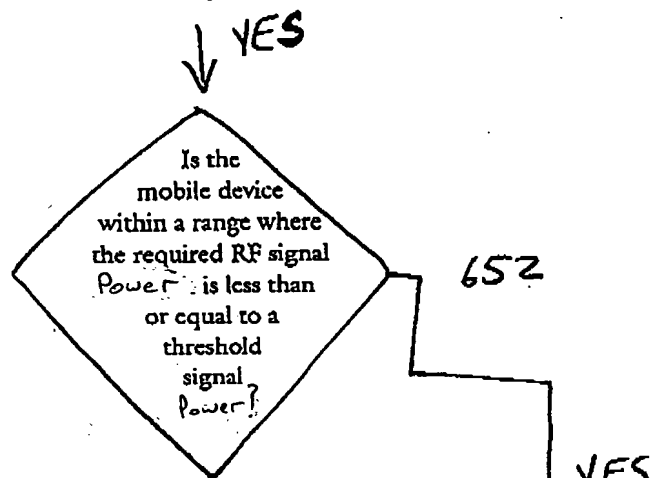 YES
Is the
mobile device
within a range where
the required RF signal
Power is less than
or equal to a
threshold
signal
Power?
652
YES